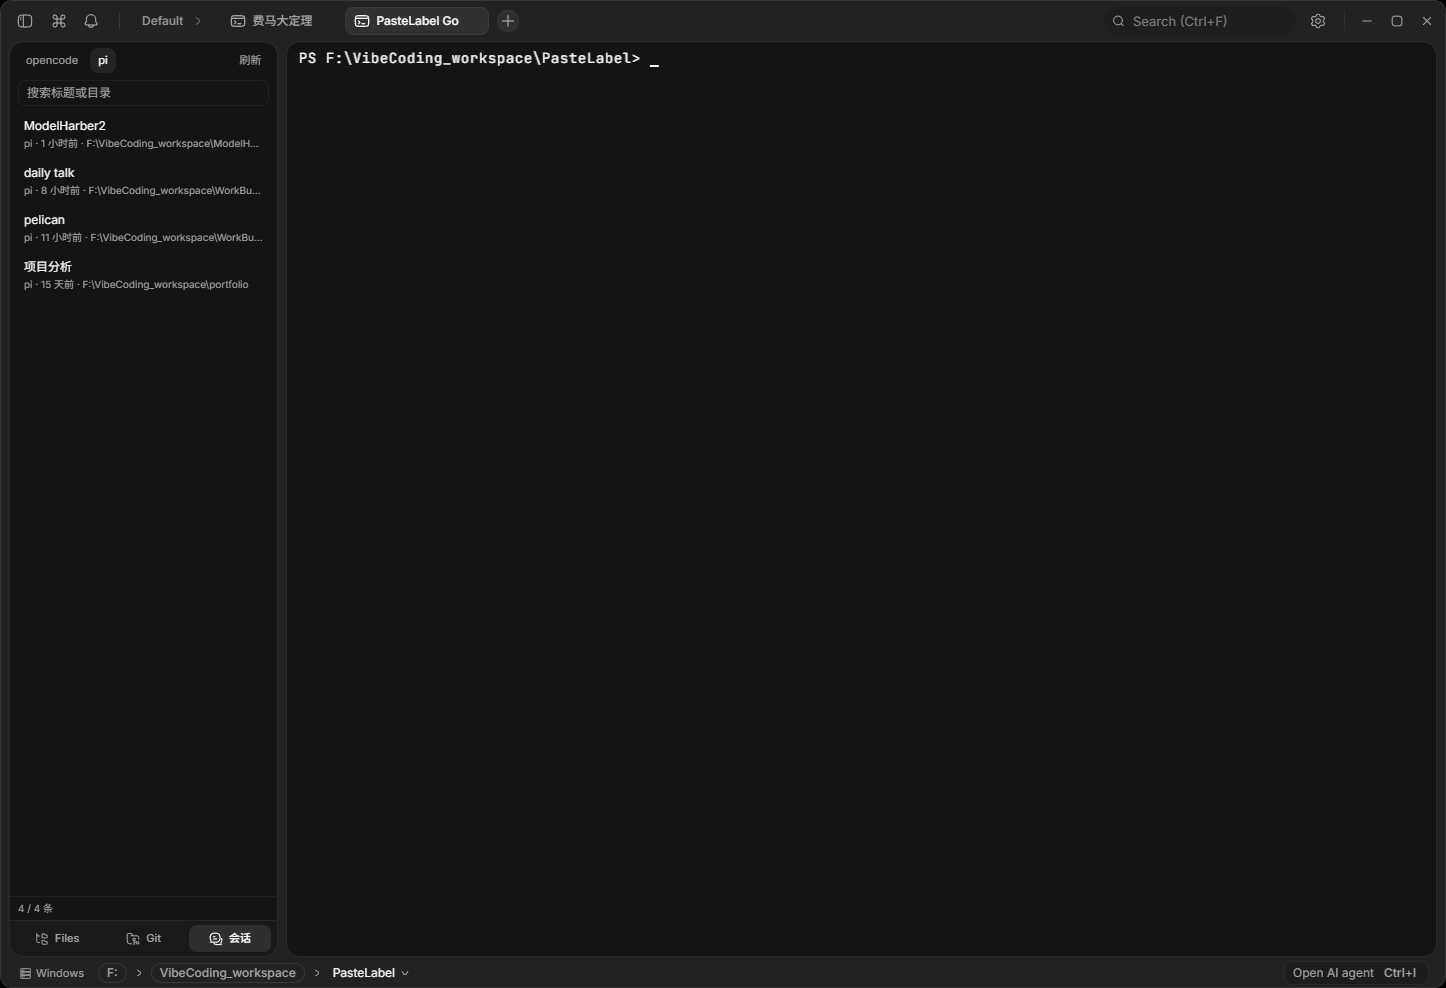 Default
费马大定理
PasteLabel Go
Search (Ctrl+F)
opencode
pi
刷新
搜索标题或目录
ModelHarber2
pi · 1 小时前 · F:\VibeCoding_workspace\ModelH...
daily talk
pi · 8 小时前 · F:\VibeCoding_workspace\WorkBu...
pelican
pi · 11 小时前 · F:\VibeCoding_workspace\WorkBu...
项目分析
pi · 15 天前 · F:\VibeCoding_workspace\portfolio
4 / 4 条
Files
Git
会话
PS F:\VibeCoding_workspace\PasteLabel> _
Windows
F:
VibeCoding_workspace
PasteLabel
Open AI agent Ctrl+I